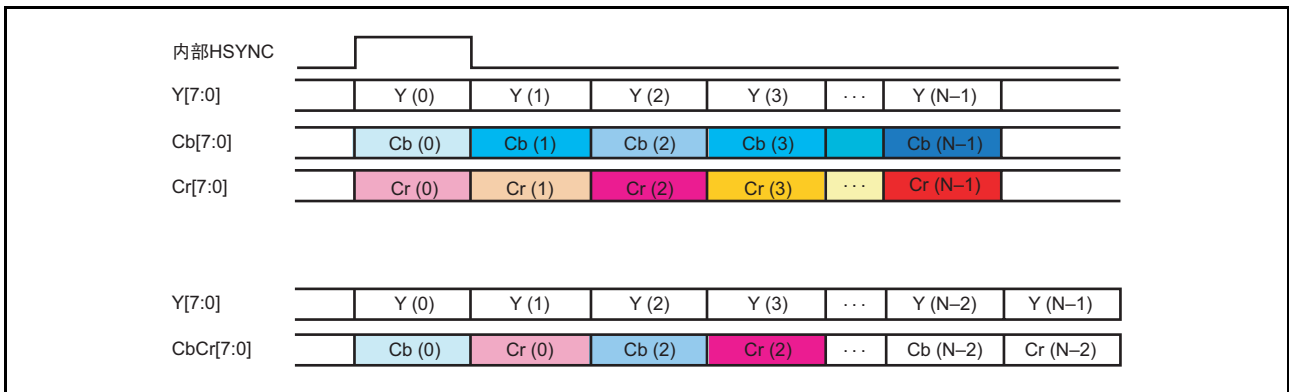 内部HSYNC
Y[7:0] Y (0) Y (1) Y (2) Y (3) ··· Y (N–1)
Cb[7:0] Cb (0) Cb (1) Cb (2) Cb (3) Cb (N–1)
Cr[7:0] Cr (0) Cr (1) Cr (2) Cr (3) ··· Cr (N–1)
Y[7:0] Y (0) Y (1) Y (2) Y (3) ··· Y (N–2) Y (N–1)
CbCr[7:0] Cb (0) Cr (0) Cb (2) Cr (2) ··· Cb (N–2) Cr (N–2)